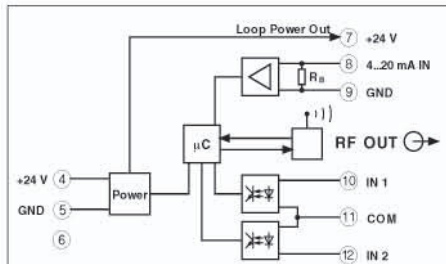 Loop Power Out
7 +24 V
8 4..20 mA IN
RB
9 GND
µC
RF OUT
+24 V 4
Power
GND 5
6
10 IN 1
11 COM
12 IN 2